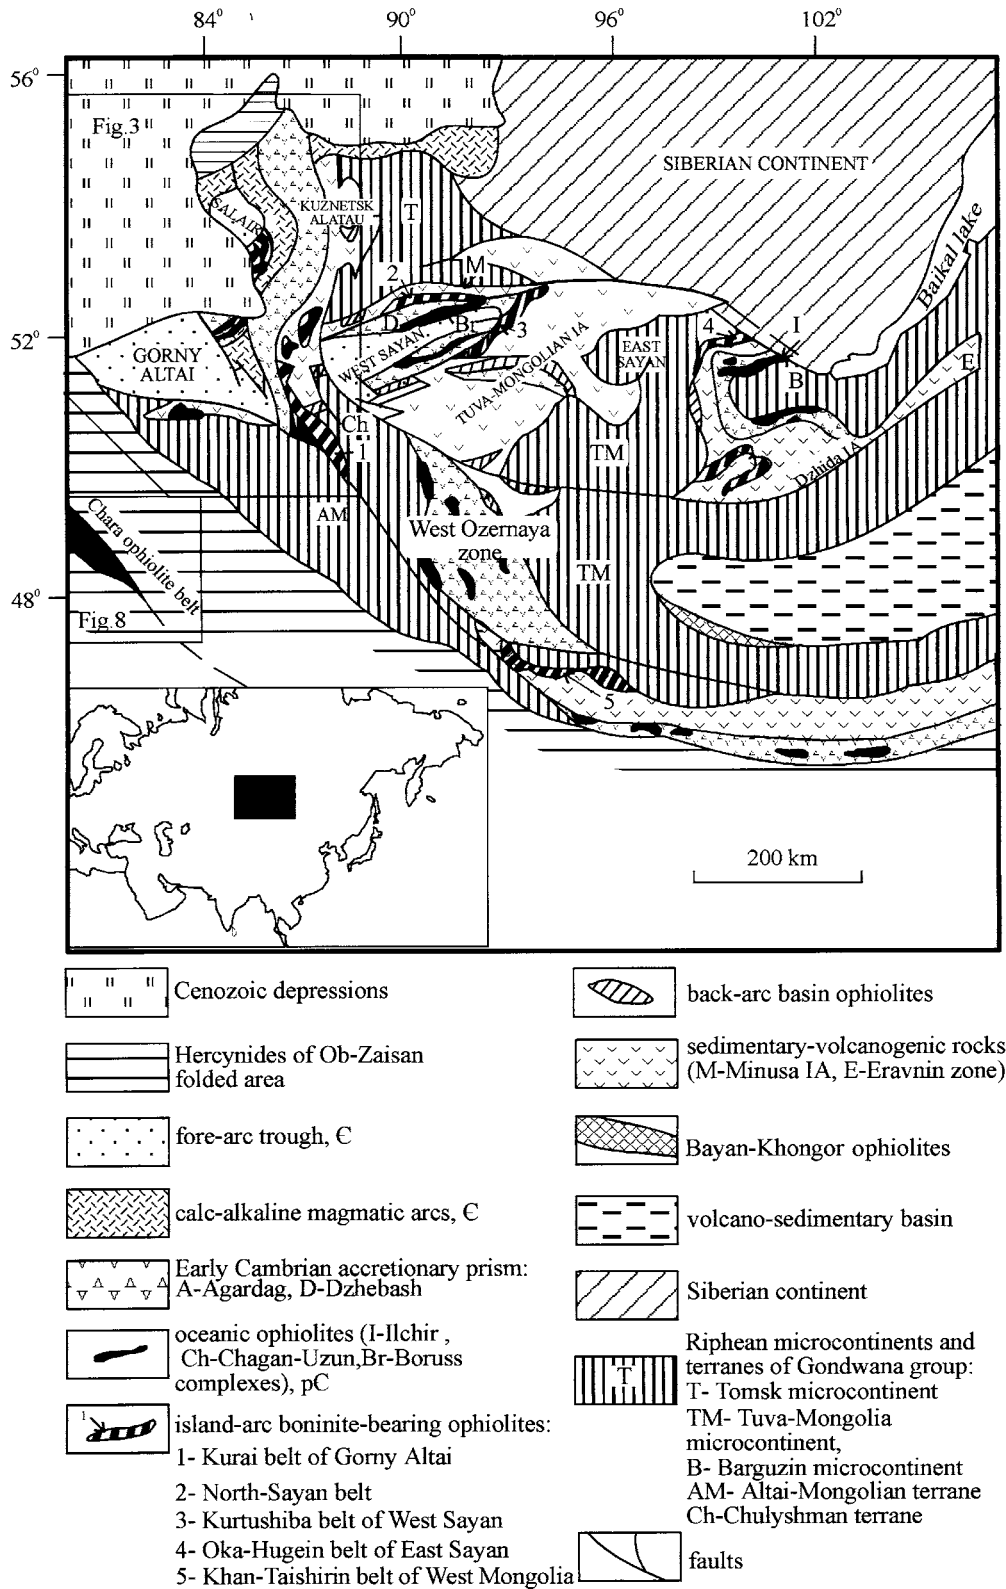 84°
90°
96°
102°
56°
52°
48°
Fig.3
SIBERIAN CONTINENT
KUZNETSK
ALATAU
T
SALAIR
Baikal lake
M
2
D
Br
3
WEST SAYAN
TUVA-MONGOLIAN IA
EAST
SAYAN
4
I
B
E
GORNY
ALTAI
Ch
1
TM
Dzhida IA
AM
West Ozernaya
zone
TM
Chara ophiolite belt
Fig.8
5
200 km
Cenozoic depressions
Hercynides of Ob-Zaisan
folded area
fore-arc trough, Є
calc-alkaline magmatic arcs, Є
Early Cambrian accretionary prism:
A-Agardag, D-Dzhebash
oceanic ophiolites (I-Ilchir ,
Ch-Chagan-Uzun,Br-Boruss
complexes), pC
1
island-arc boninite-bearing ophiolites:
1- Kurai belt of Gorny Altai
2- North-Sayan belt
3- Kurtushiba belt of West Sayan
4- Oka-Hugein belt of East Sayan
5- Khan-Taishirin belt of West Mongolia
back-arc basin ophiolites
sedimentary-volcanogenic rocks
(M-Minusa IA, E-Eravnin zone)
Bayan-Khongor ophiolites
volcano-sedimentary basin
Siberian continent
T
Riphean microcontinents and
terranes of Gondwana group:
T- Tomsk microcontinent
TM- Tuva-Mongolia
microcontinent,
B- Barguzin microcontinent
AM- Altai-Mongolian terrane
Ch-Chulyshman terrane
faults